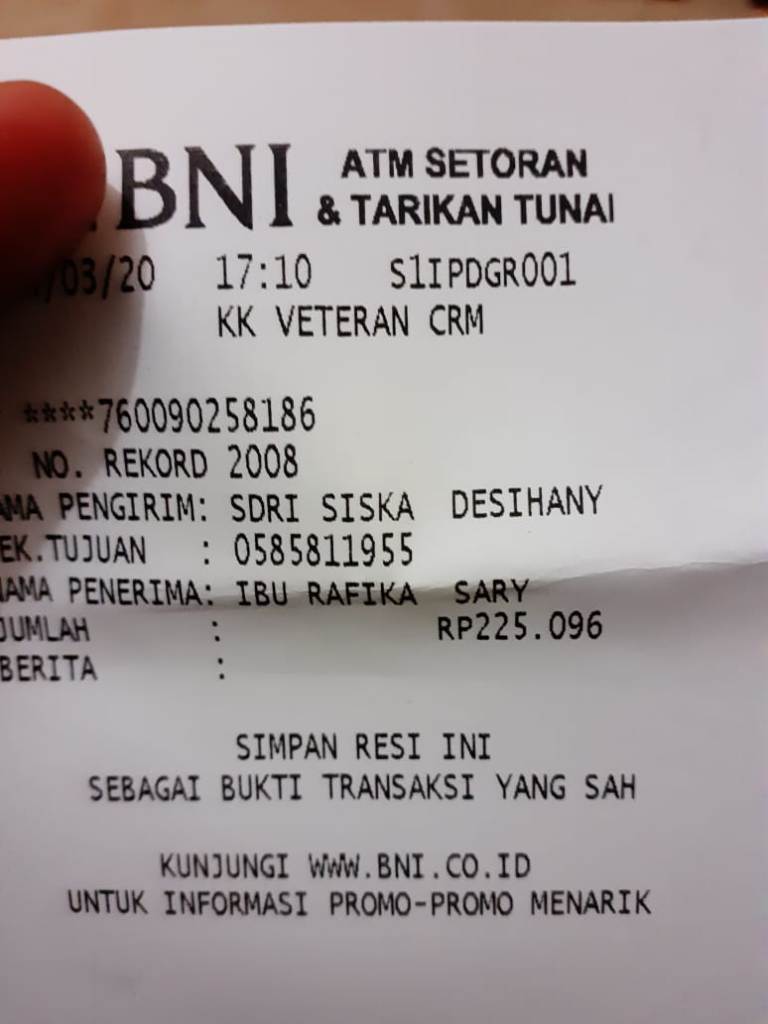 BNI ATM SETORAN
& TARIKAN TUNAI
/03/20 17:10 S1IPDGR001
KK VETERAN CRM
****760090258186
NO. REKORD 2008
AMA PENGIRIM: SDRI SISKA DESIHANY
EK.TUJUAN : 0585811955
AMA PENERIMA: IBU RAFIKA SARY
JUMLAH : RP225.096
BERITA :
SIMPAN RESI INI
SEBAGAI BUKTI TRANSAKSI YANG SAH
KUNJUNGI WWW.BNI.CO.ID
UNTUK INFORMASI PROMO-PROMO MENARIK